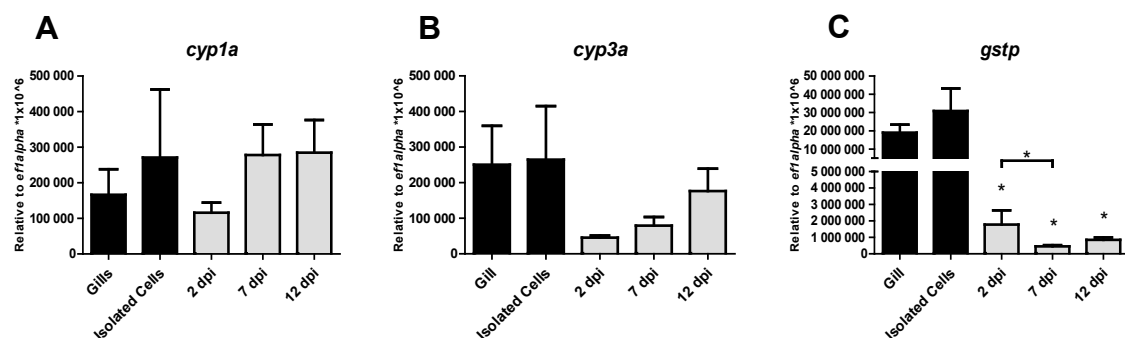 A
cyp1a
Relative to ef1alpha *1x10^6
500 000
400 000
300 000
200 000
100 000
0
Gills
Isolated Cells
2 dpi
7 dpi
12 dpi
B
cyp3a
Relative to ef1alpha *1x10^6
500 000
400 000
300 000
200 000
100 000
0
Gill
Isolated Cells
2 dpi
7 dpi
12 dpi
C
gstp
Relative to ef1alpha *1x10^6
50 000 000
40 000 000
30 000 000
20 000 000
10 000 000
5 000 000
4 000 000
3 000 000
2 000 000
1 000 000
0
*
*
*
*
Gill
Isolated Cells
2 dpi
7 dpi
12 dpi